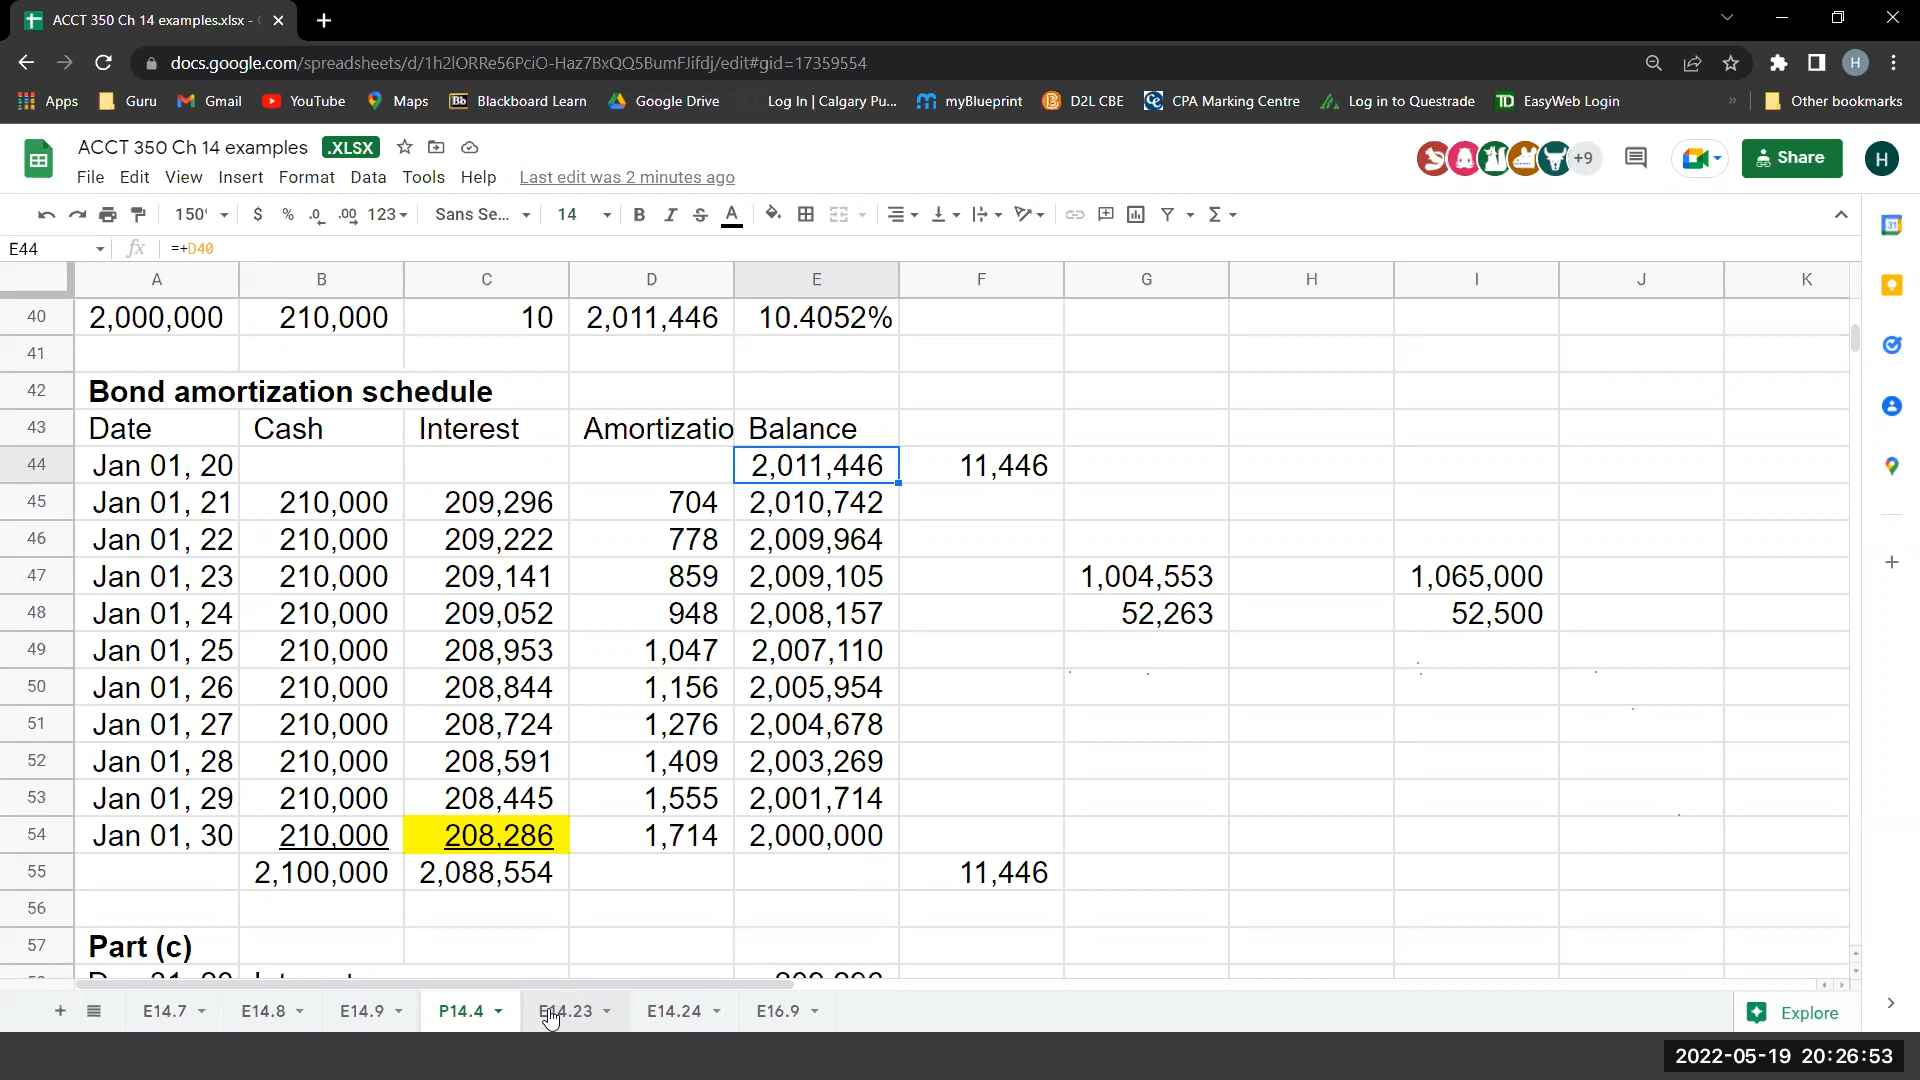 ACCT 350 Ch 14 examples.xlsx -
docs.google.com/spreadsheets/d/1h2lORRe56PciO-Haz7BxQQ5BumFJifdj/edit#gid=17359554
H
Apps Guru Gmail YouTube Maps Bb Blackboard Learn Google Drive Log In | Calgary Pu... myBlueprint D2L CBE CPA Marking Centre Log in to Questrade TD EasyWeb Login » Other bookmarks
ACCT 350 Ch 14 examples .XLSX
+9 Share H
File Edit View Insert Format Data Tools Help Last edit was 2 minutes ago
150% $ % .0 .00 123 Sans Se... 14 B I S A Σ
31
E44 fx =+D40
A B C D E F G H I J K
40 2,000,000 210,000 10 2,011,446 10.4052%
41
42 Bond amortization schedule
43 Date Cash Interest Amortizatio Balance
44 Jan 01, 20 2,011,446 11,446
45 Jan 01, 21 210,000 209,296 704 2,010,742
46 Jan 01, 22 210,000 209,222 778 2,009,964
47 Jan 01, 23 210,000 209,141 859 2,009,105 1,004,553 1,065,000
48 Jan 01, 24 210,000 209,052 948 2,008,157 52,263 52,500
49 Jan 01, 25 210,000 208,953 1,047 2,007,110
50 Jan 01, 26 210,000 208,844 1,156 2,005,954
51 Jan 01, 27 210,000 208,724 1,276 2,004,678
52 Jan 01, 28 210,000 208,591 1,409 2,003,269
53 Jan 01, 29 210,000 208,445 1,555 2,001,714
54 Jan 01, 30 210,000 208,286 1,714 2,000,000
55 2,100,000 2,088,554 11,446
56
57 Part (c)
E14.7 E14.8 E14.9 P14.4 E14.23 E14.24 E16.9 Explore
2022-05-19 20:26:53